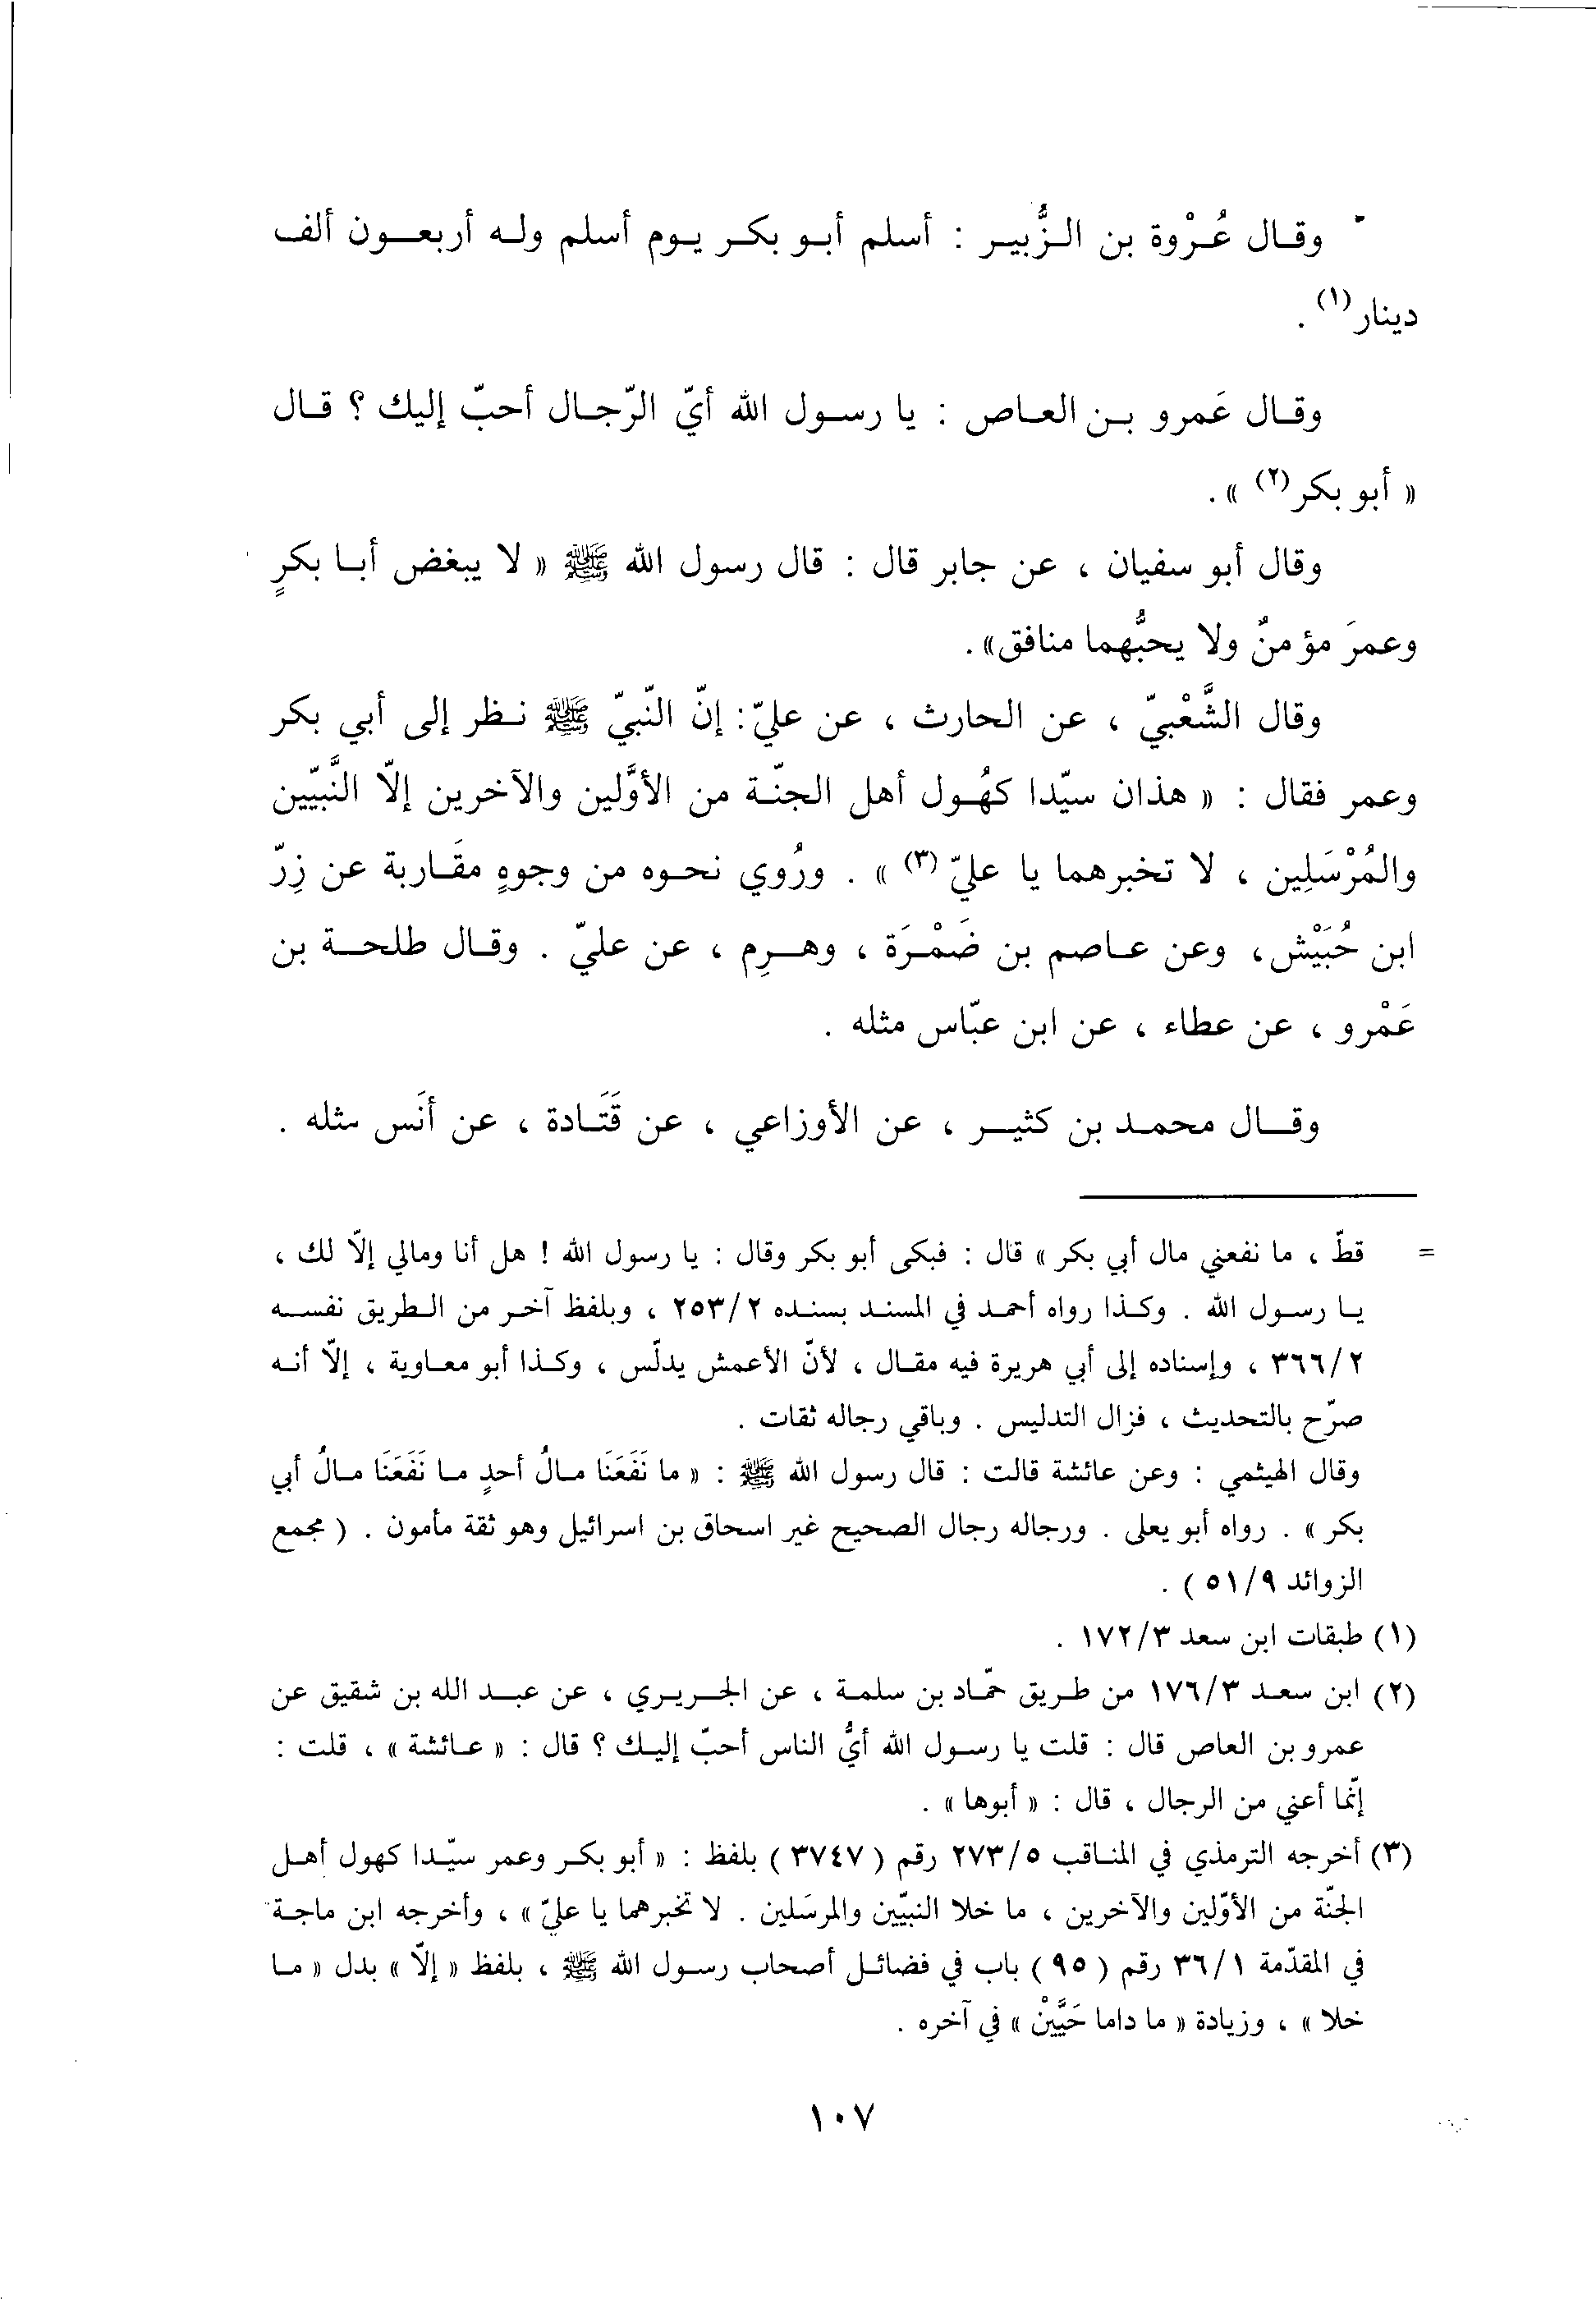 وقال عُرْوة بن الزُّبير : أسلم أبو بكر يوم أسلم وله أربعون ألف
دينار(١) .
وقال عَمرو بن العاص : يا رسول الله أيّ الرّجال أحبّ إليك ؟ قال
« أبو بكر(٢) » .
وقال أبو سفيان ، عن جابر قال : قال رسول الله ﷺ « لا يبغض أبا بكرٍ
وعمرَ مؤمنٌ ولا يحبُّهما منافق» .
وقال الشَّعْبيّ ، عن الحارث ، عن عليّ: إنّ النّبيّ ﷺ نظر إلى أبي بكر
وعمر فقال : « هذان سيّدا كهُول أهل الجنّة من الأوَّلين والآخرين إلاّ النَّبيّين
والمُرْسَلِين ، لا تخبرهما يا عليّ(٣) » . ورُوي نحوه من وجوهٍ مقَاربة عن زِرّ
ابن حُبَيْش، وعن عاصم بن ضَمْرَة ، وهرِم ، عن عليّ . وقال طلحة بن
عَمْرو ، عن عطاء ، عن ابن عبّاس مثله .
وقال محمد بن كثير ، عن الأوزاعي ، عن قَتَادة ، عن أنَس مثله .
= قطّ ، ما نفعني مال أبي بكر » قال : فبكى أبو بكر وقال : يا رسول الله ! هل أنا ومالي إلّا لك ،
يا رسول الله . وكذا رواه أحمد في المسند بسنده ٢٥٣/٢ ، وبلفظ آخر من الطريق نفسه
٣٦٦/٢ ، وإسناده إلى أبي هريرة فيه مقال ، لأنّ الأعمش يدلّس ، وكذا أبو معاوية ، إلّا أنه
صرّح بالتحديث ، فزال التدليس . وباقي رجاله ثقات .
وقال الهيثمي : وعن عائشة قالت : قال رسول الله ﷺ : « ما نَفَعَنَا مالُ أحدٍ ما نَفَعَنَا مالُ أبي
بكر » . رواه أبو يعلى . ورجاله رجال الصحيح غير اسحاق بن اسرائيل وهو ثقة مأمون . ( مجمع
الزوائد ٥١/٩ ) .
(١) طبقات ابن سعد ١٧٢/٣ .
(٢) ابن سعد ١٧٦/٣ من طريق حمّاد بن سلمة ، عن الجريري ، عن عبد الله بن شقيق عن
عمرو بن العاص قال : قلت يا رسول الله أيُّ الناس أحبّ إليك ؟ قال : « عائشة » ، قلت :
إنّما أعني من الرجال ، قال : « أبوها » .
(٣) أخرجه الترمذي في المناقب ٢٧٣/٥ رقم ( ٣٧٤٧ ) بلفظ : « أبو بكر وعمر سيّدا كهول أهل
الجنّة من الأوّلين والآخرين ، ما خلا النبيّين والمرسَلين . لا تخبرهما يا عليّ » ، وأخرجه ابن ماجة
في المقدّمة ٣٦/١ رقم ( ٩٥ ) باب في فضائل أصحاب رسول الله ﷺ ، بلفظ « إلّا » بدل « ما
خلا » ، وزيادة « ما داما حَيَّيْنْ » في آخره .
١٠٧